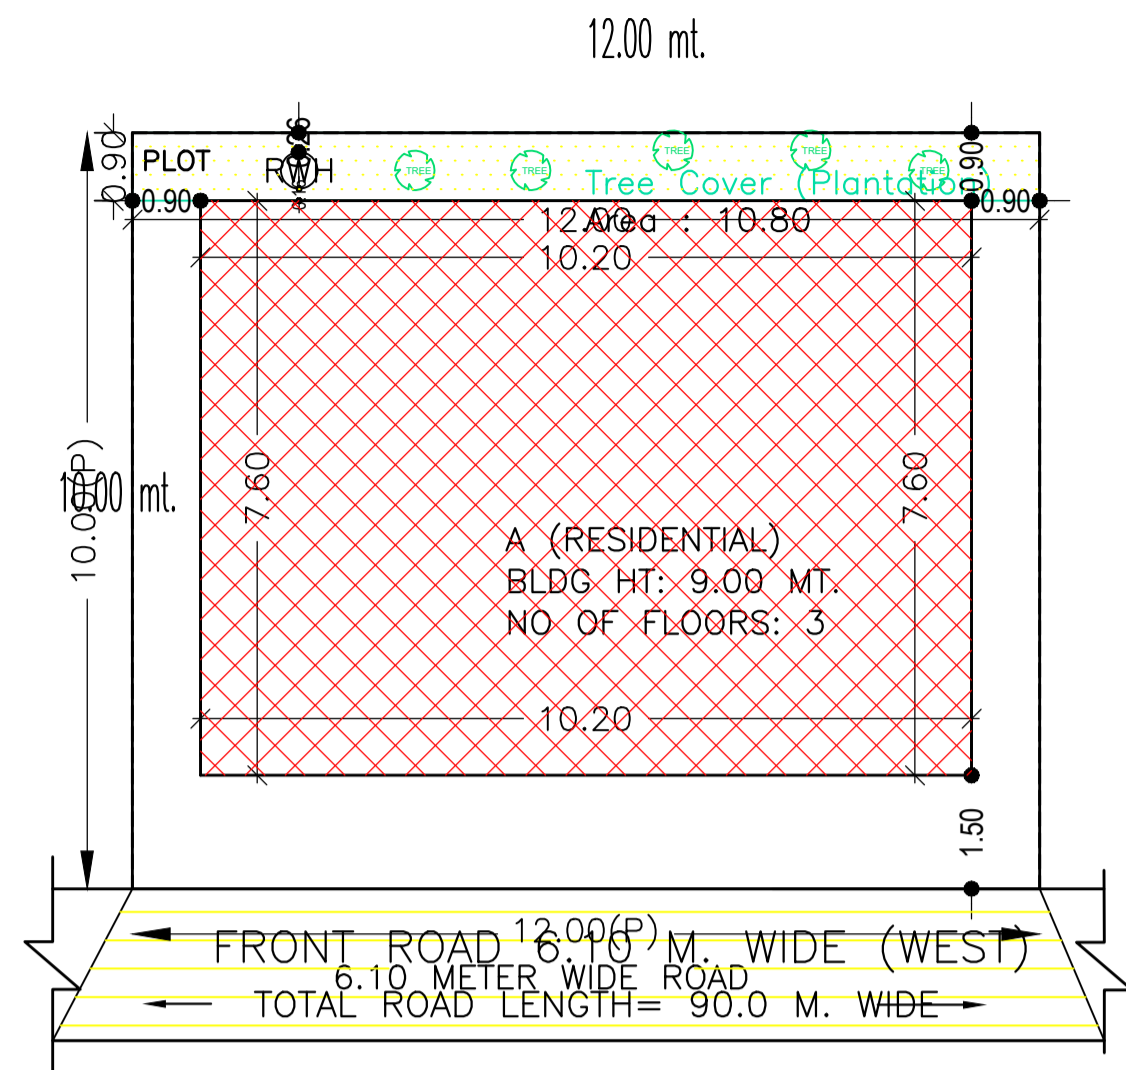 12.00 mt.
0.90
PLOT
RWH
TREE
TREE
TREE
TREE
TREE
0.90
Tree Cover (Plantation)
0.90
0.90
12.00
Area : 10.80
10.20
10.00(P)
10.00 mt.
7.60
7.60
A (RESIDENTIAL)
BLDG HT: 9.00 MT.
NO OF FLOORS: 3
10.20
1.50
12.00(P)
FRONT ROAD 6.10 M. WIDE (WEST)
6.10 METER WIDE ROAD
TOTAL ROAD LENGTH= 90.0 M. WIDE